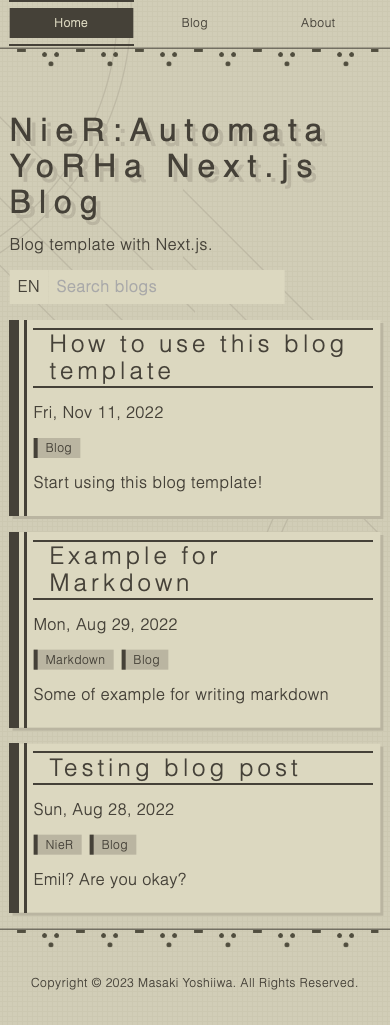 Home Blog About
NieR:Automata
YoRHa Next.js
Blog
Blog template with Next.js.
EN Search blogs
How to use this blog
template
Fri, Nov 11, 2022
Blog
Start using this blog template!
Example for
Markdown
Mon, Aug 29, 2022
Markdown Blog
Some of example for writing markdown
Testing blog post
Sun, Aug 28, 2022
NieR Blog
Emil? Are you okay?
Copyright © 2023 Masaki Yoshiiwa. All Rights Reserved.